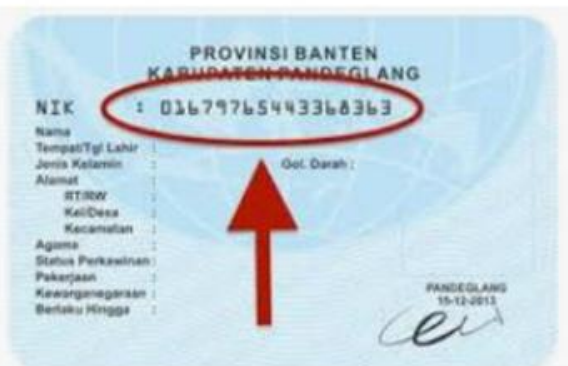 PROVINSI BANTEN
KABUPATEN PANDEGLANG
NIK : 01679765443368363
Nama :
Tempat/Tgl Lahir :
Jenis Kelamin : Gol. Darah :
Alamat :
RT/RW :
Kel/Desa :
Kecamatan :
Agama :
Status Perkawinan :
Pekerjaan :
Kewarganegaraan :
Berlaku Hingga :
PANDEGLANG
15-12-2013